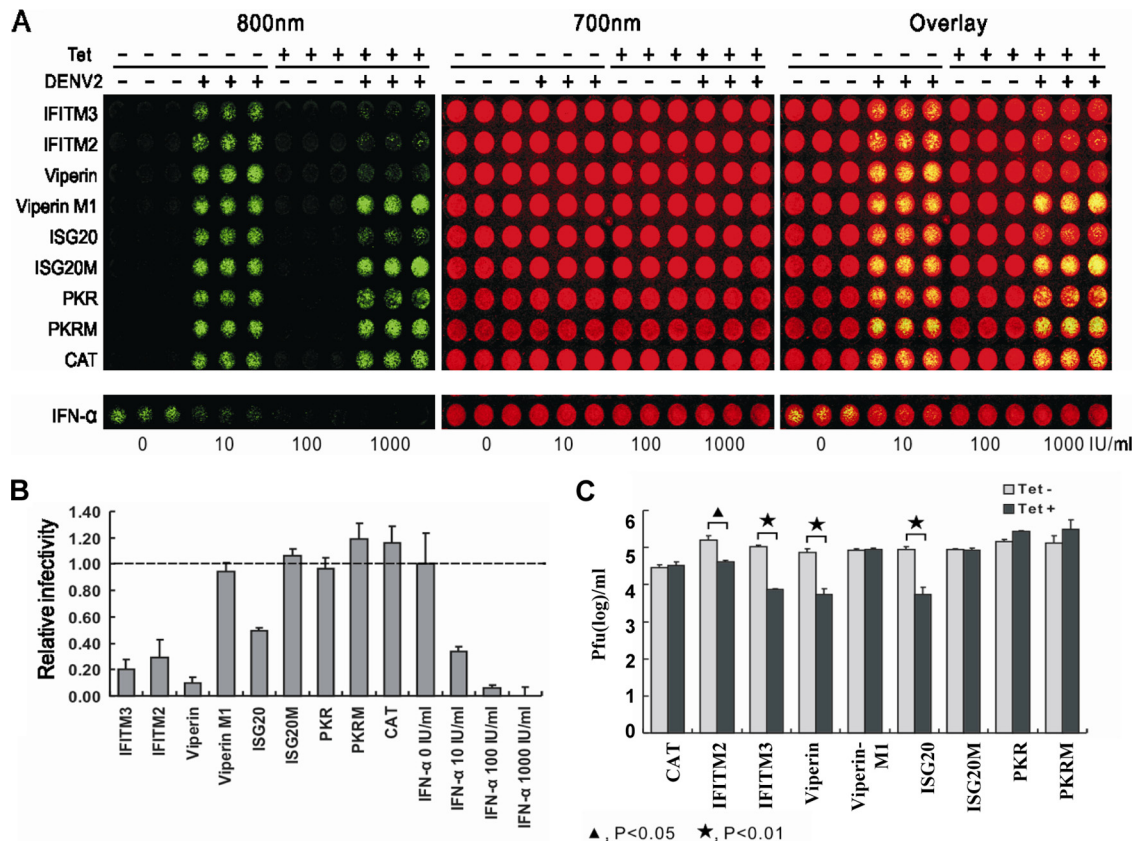 A
800nm 700nm Overlay
Tet - - - - - - + + + + + + - - - - - - + + + + + + - - - - - - + + + + + +
DENV2 - - - + + + - - - + + + - - - + + + - - - + + + - - - + + + - - - + + +
IFITM3
IFITM2
Viperin
Viperin M1
ISG20
ISG20M
PKR
PKRM
CAT
IFN-α
0 10 100 1000 0 10 100 1000 0 10 100 1000 IU/ml
B
Relative infectivity
1.40
1.20
1.00
0.80
0.60
0.40
0.20
0.00
IFITM3
IFITM2
Viperin
Viperin M1
ISG20
ISG20M
PKR
PKRM
CAT
IFN-α 0 IU/ml
IFN-α 10 IU/ml
IFN-α 100 IU/ml
IFN-α 1000 IU/ml
C
Tet -
Tet +
Pfu(log)/ml
6
5
4
3
2
1
0
▲ ★ ★ ★
CAT
IFITM2
IFITM3
Viperin
Viperin-
M1
ISG20
ISG20M
PKR
PKRM
▲, P<0.05 ★, P<0.01